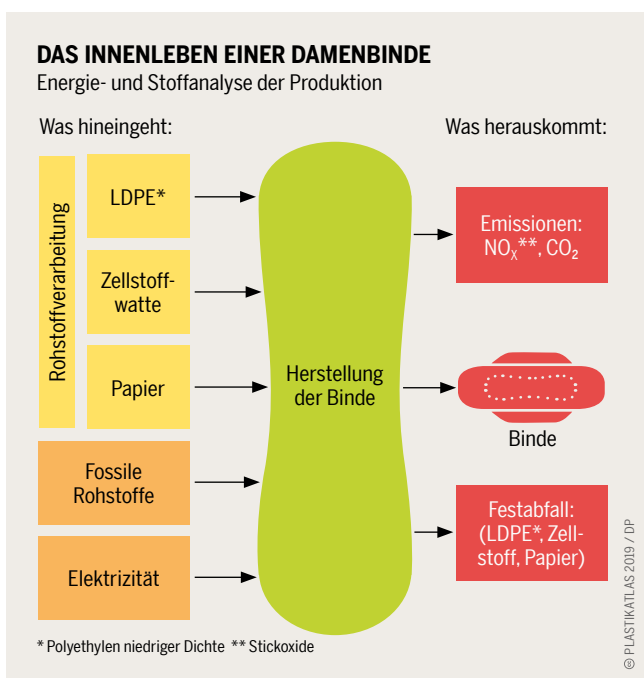 DAS INNENLEBEN EINER DAMENBINDE
Energie- und Stoffanalyse der Produktion
Was hineingeht:
Was herauskommt:
Rohstoffverarbeitung
LDPE*
Zellstoff-
watte
Papier
Fossile
Rohstoffe
Elektrizität
Herstellung
der Binde
Emissionen:
NOₓ**, CO₂
Binde
Festabfall:
(LDPE*, Zell-
stoff, Papier)
* Polyethylen niedriger Dichte ** Stickoxide
🅭 PLASTIKATLAS 2019 / DP